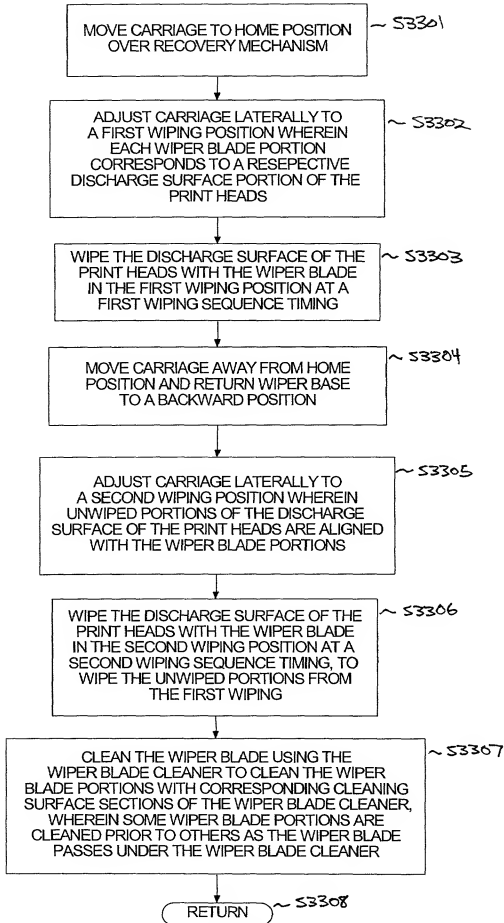 MOVE CARRIAGE TO HOME POSITION
OVER RECOVERY MECHANISM
S3301
ADJUST CARRIAGE LATERALLY TO
A FIRST WIPING POSITION WHEREIN
EACH WIPER BLADE PORTION
CORRESPONDS TO A RESEPECTIVE
DISCHARGE SURFACE PORTION OF THE
PRINT HEADS
S3302
WIPE THE DISCHARGE SURFACE OF THE
PRINT HEADS WITH THE WIPER BLADE
IN THE FIRST WIPING POSITION AT A
FIRST WIPING SEQUENCE TIMING
S3303
MOVE CARRIAGE AWAY FROM HOME
POSITION AND RETURN WIPER BASE
TO A BACKWARD POSITION
S3304
ADJUST CARRIAGE LATERALLY TO
A SECOND WIPING POSITION WHEREIN
UNWIPED PORTIONS OF THE DISCHARGE
SURFACE OF THE PRINT HEADS ARE ALIGNED
WITH THE WIPER BLADE PORTIONS
S3305
WIPE THE DISCHARGE SURFACE OF THE
PRINT HEADS WITH THE WIPER BLADE
IN THE SECOND WIPING POSITION AT A
SECOND WIPING SEQUENCE TIMING, TO
WIPE THE UNWIPED PORTIONS FROM
THE FIRST WIPING
S3306
CLEAN THE WIPER BLADE USING THE
WIPER BLADE CLEANER TO CLEAN THE WIPER
BLADE PORTIONS WITH CORRESPONDING CLEANING
SURFACE SECTIONS OF THE WIPER BLADE CLEANER,
WHEREIN SOME WIPER BLADE PORTIONS ARE
CLEANED PRIOR TO OTHERS AS THE WIPER BLADE
PASSES UNDER THE WIPER BLADE CLEANER
S3307
RETURN
S3308